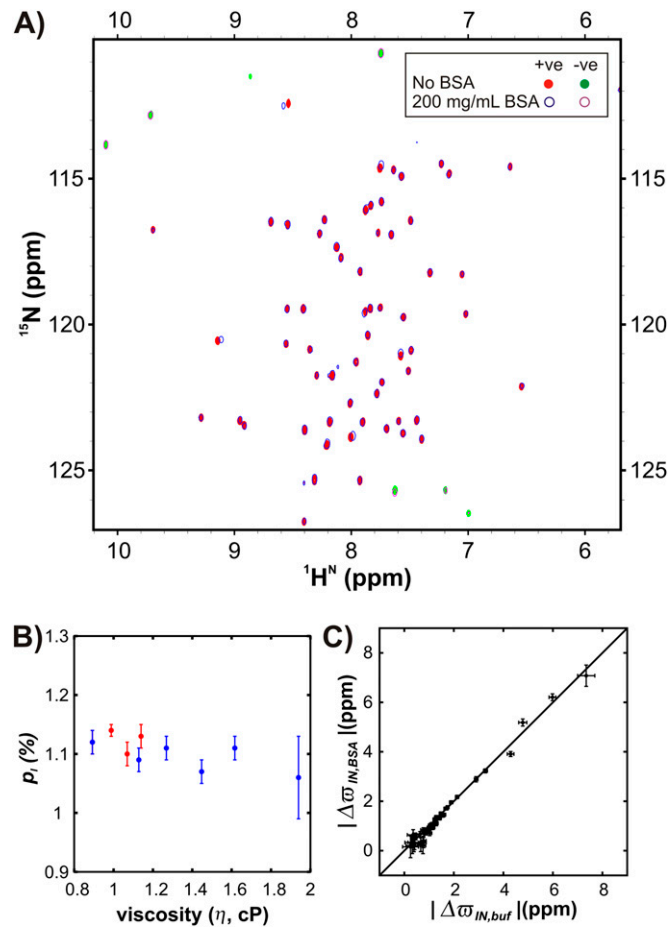 A)
10 9 8 7 6
+ve -ve
No BSA
200 mg/mL BSA
115 115
120 120
125 125
¹⁵N (ppm)
10 9 8 7 6
¹Hᴺ (ppm)
B)
1.3
1.2
1.1
1
0.9
pI (%)
0.8 1 1.2 1.4 1.6 1.8 2
viscosity (η, cP)
C)
8
6
4
2
0
|Δϖ IN,BSA |(ppm)
0 2 4 6 8
|Δϖ IN,buf |(ppm)